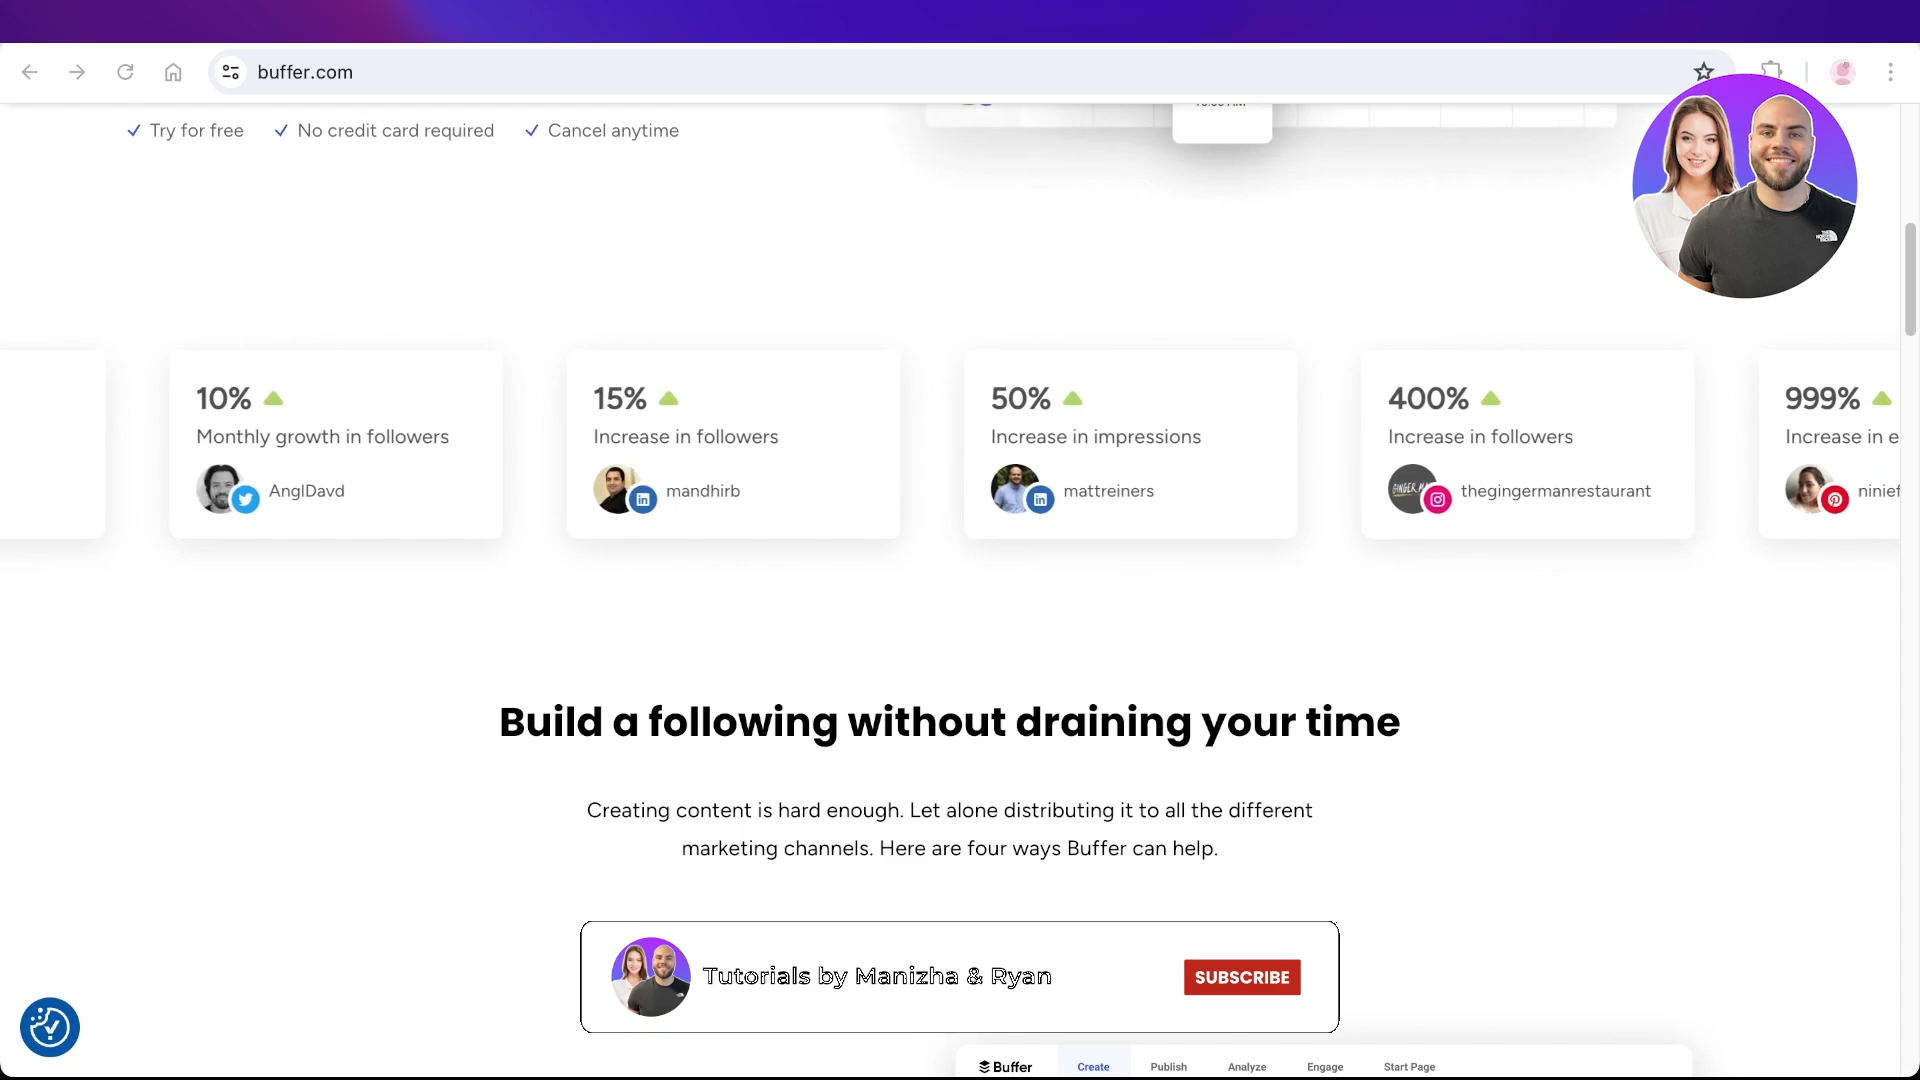 buffer.com
Try for free No credit card required Cancel anytime
10%
Monthly growth in followers
AnglDavd
15%
Increase in followers
mandhirb
50%
Increase in impressions
mattreiners
400%
Increase in followers
thegingermanrestaurant
999%
Increase in e
ninief
Build a following without draining your time
Creating content is hard enough. Let alone distributing it to all the different
marketing channels. Here are four ways Buffer can help.
Tutorials by Manizha & Ryan
SUBSCRIBE
Buffer Create Publish Analyze Engage Start Page